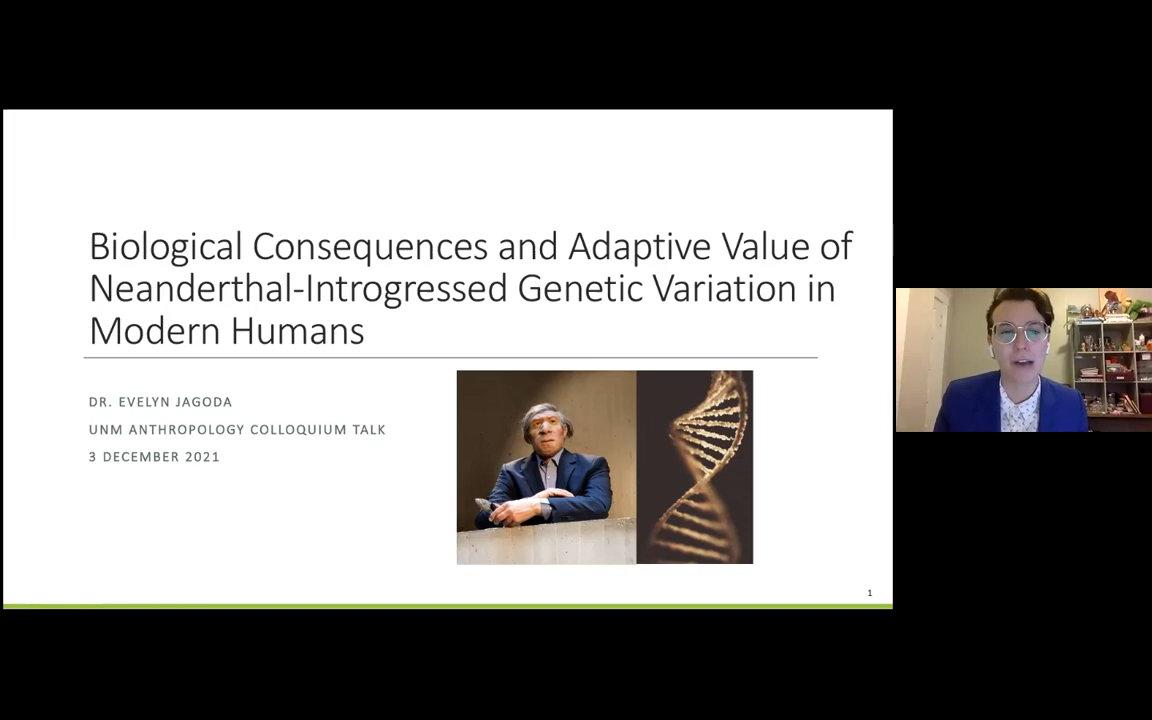 Biological Consequences and Adaptive Value of
Neanderthal-Introgressed Genetic Variation in
Modern Humans
DR. EVELYN JAGODA
UNM ANTHROPOLOGY COLLOQUIUM TALK
3 DECEMBER 2021
1